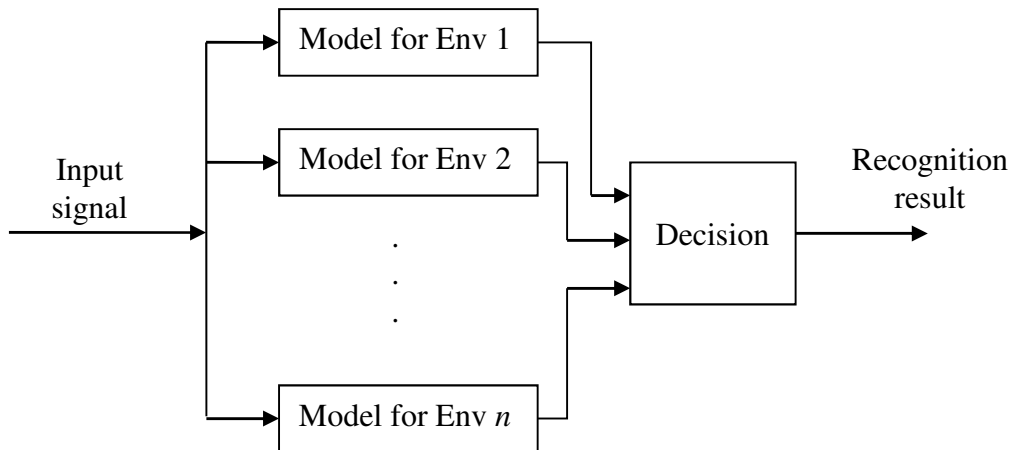 Model for Env 1
Model for Env 2
Input
signal
Recognition
result
Decision
.
.
.
Model for Env n